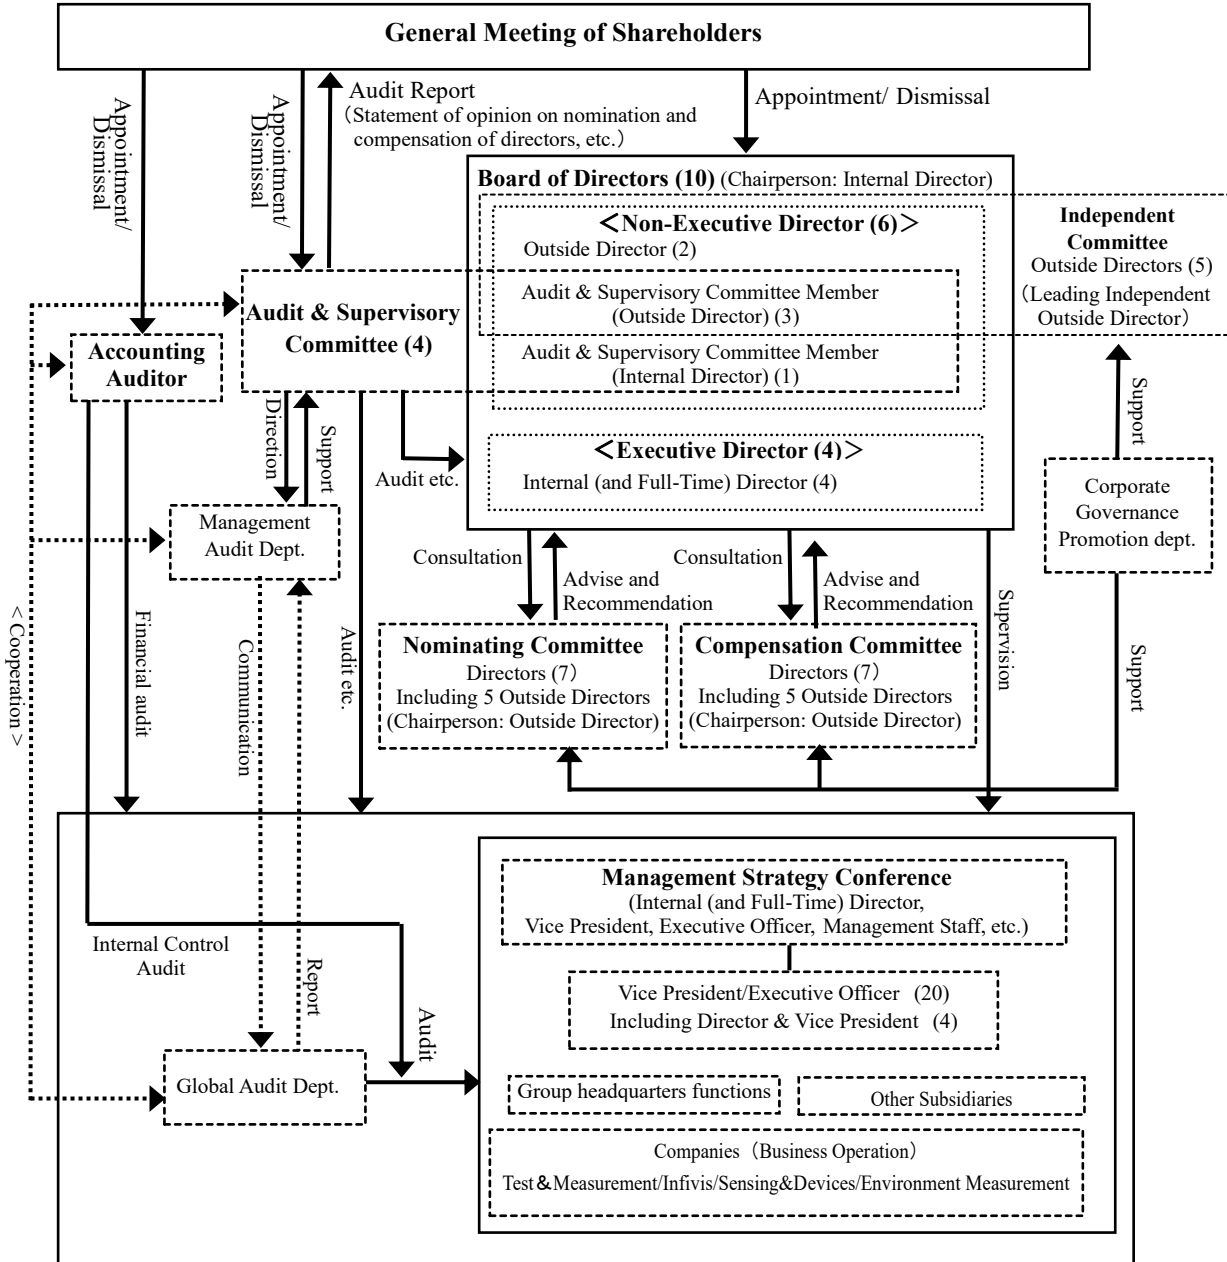 General Meeting of Shareholders
Appointment/
Dismissal
Appointment/
Dismissal
Audit Report
（Statement of opinion on nomination and
compensation of directors, etc.）
Appointment/ Dismissal
Board of Directors (10) (Chairperson: Internal Director)
＜Non-Executive Director (6)＞
Outside Director (2)
Audit & Supervisory Committee Member
(Outside Director) (3)
Audit & Supervisory Committee Member
(Internal Director) (1)
＜Executive Director (4)＞
Internal (and Full-Time) Director (4)
Independent
Committee
Outside Directors (5)
（Leading Independent
Outside Director）
Audit & Supervisory
Committee (4)
Accounting
Auditor
Direction
Support
Audit etc.
Support
Corporate
Governance
Promotion dept.
Management
Audit Dept.
Consultation
Advise and
Recommendation
Consultation
Advise and
Recommendation
Supervision
Support
< Cooperation >
Financial audit
Communication
Audit etc.
Nominating Committee
Directors (7）
Including 5 Outside Directors
(Chairperson: Outside Director)
Compensation Committee
Directors (7）
Including 5 Outside Directors
(Chairperson: Outside Director)
Management Strategy Conference
(Internal (and Full-Time) Director,
Vice President, Executive Officer, Management Staff, etc.)
Internal Control
Audit
Report
Audit
Vice President/Executive Officer (20)
Including Director & Vice President (4)
Global Audit Dept.
Group headquarters functions
Other Subsidiaries
Companies（Business Operation）
Test＆Measurement/Infivis/Sensing&Devices/Environment Measurement